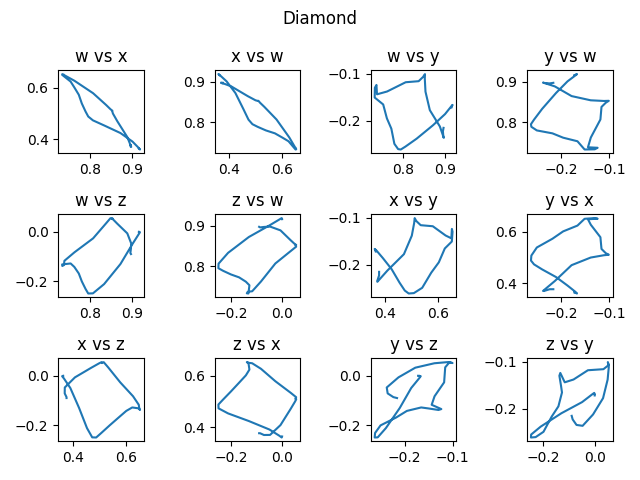 Diamond
w vs x
x vs w
w vs y
y vs w
0.6
0.4
0.8 0.9
0.9
0.8
0.4 0.6
−0.1
−0.2
0.8 0.9
0.9
0.8
−0.2 −0.1
w vs z
z vs w
x vs y
y vs x
0.0
−0.2
0.8 0.9
0.9
0.8
−0.2 0.0
−0.1
−0.2
0.4 0.6
0.6
0.4
−0.2 −0.1
x vs z
z vs x
y vs z
z vs y
0.0
−0.2
0.4 0.6
0.6
0.4
−0.2 0.0
0.0
−0.2
−0.2 −0.1
−0.1
−0.2
−0.2 0.0